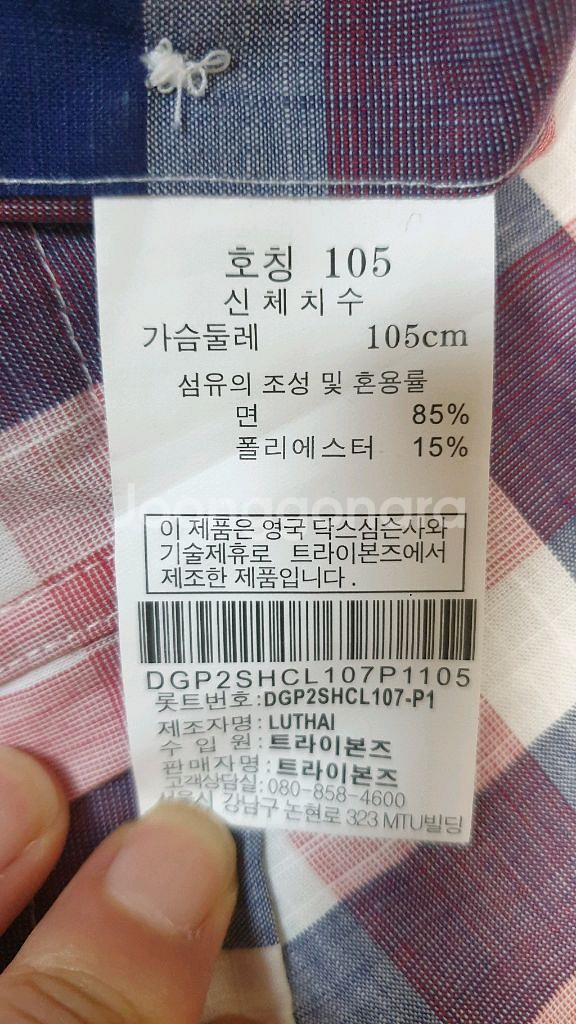 호칭 105
신체치수
가슴둘레 105cm
섬유의 조성 및 혼용률
면 85%
폴리에스터 15%
Joonggonara
이 제품은 영국 닥스심슨사와
기술제휴로 트라이본즈에서
제조한 제품입니다.
DGP2SHCL107P1105
롯트번호:DGP2SHCL107-P1
제조자명:LUTHAI
수 입 원:트라이본즈
판매자명:트라이본즈
고객상담실:080-858-4600
서울시 강남구 논현로 323 MTU빌딩